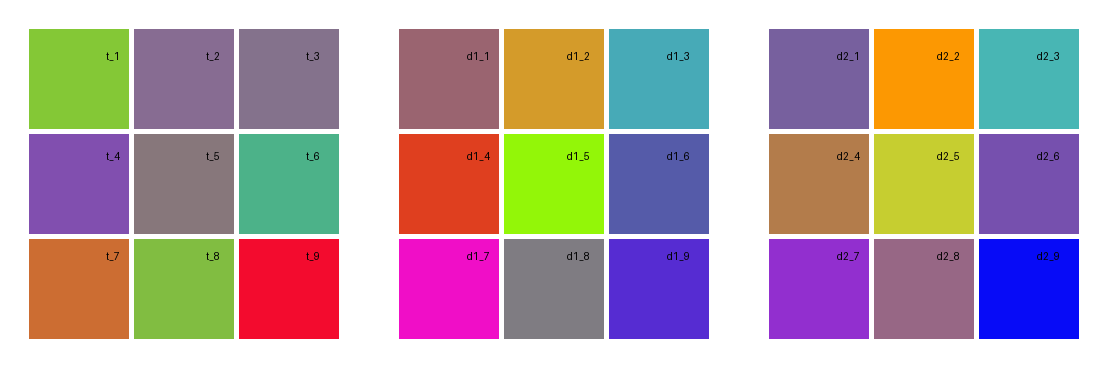 t_1 t_2 t_3 d1_1 d1_2 d1_3 d2_1 d2_2 d2_3
t_4 t_5 t_6 d1_4 d1_5 d1_6 d2_4 d2_5 d2_6
t_7 t_8 t_9 d1_7 d1_8 d1_9 d2_7 d2_8 d2_9